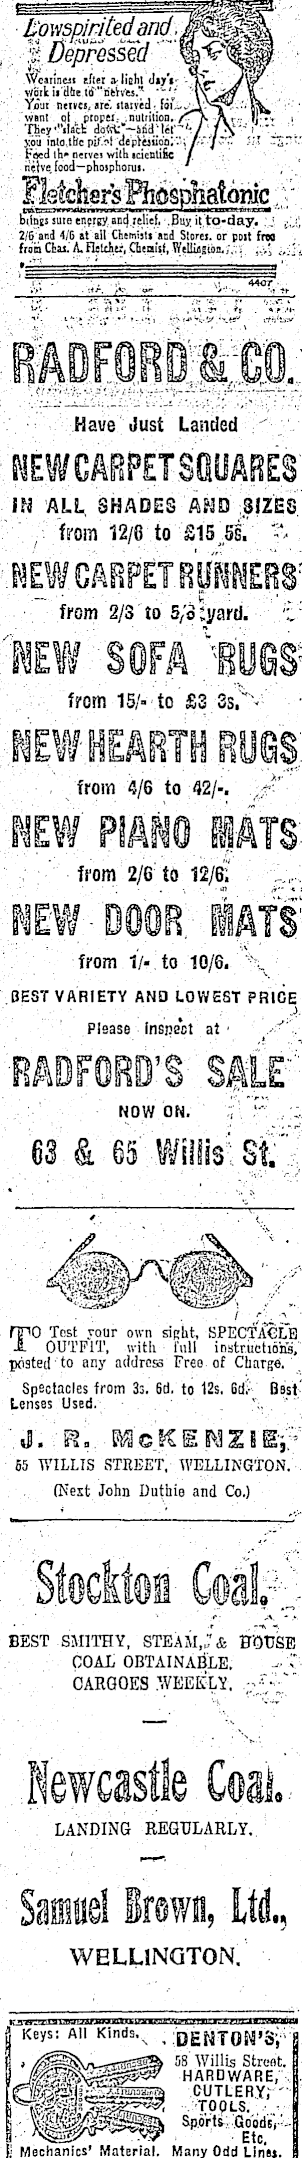 Lowspirited and
Depressed
Weariness after a light day's
work is due to "nerves."
Your nerves are starved for
want of proper nutrition.
They "slack down"—and let
you into the pit of depression.
Feed the nerves with scientific
nerve food—phosphorus.
Fletcher's Phosphatonic
brings sure energy and relief. Buy it to-day.
2/6 and 4/6 at all Chemists and Stores, or post free
from Chas. A. Fletcher, Chemist, Wellington.
4407
RADFORD & CO.
Have Just Landed
NEW CARPET SQUARES
IN ALL SHADES AND SIZES
from 12/6 to £15 5s.
NEW CARPET RUNNERS
from 2/3 to 5/3 yard.
NEW SOFA RUGS
from 15/- to £3 3s.
NEW HEARTH RUGS
from 4/6 to 42/-.
NEW PIANO MATS
from 2/6 to 12/6.
NEW DOOR MATS
from 1/- to 10/6.
BEST VARIETY AND LOWEST PRICE
Please inspect at
RADFORD'S SALE
NOW ON.
63 & 65 Willis St.
TO Test your own sight, SPECTACLE
OUTFIT, with full instructions,
posted to any address Free of Charge.
Spectacles from 3s. 6d. to 12s. 6d. Best
Lenses Used.
J. R. McKENZIE,
55 WILLIS STREET, WELLINGTON.
(Next John Duthie and Co.)
Stockton Coal.
BEST SMITHY, STEAM, & HOUSE
COAL OBTAINABLE.
CARGOES WEEKLY.
Newcastle Coal.
LANDING REGULARLY.
Samuel Brown, Ltd.,
WELLINGTON.
Keys: All Kinds.
DENTON'S,
58 Willis Street.
HARDWARE,
CUTLERY,
TOOLS.
Sports Goods,
Etc.
Mechanics' Material. Many Odd Lines.